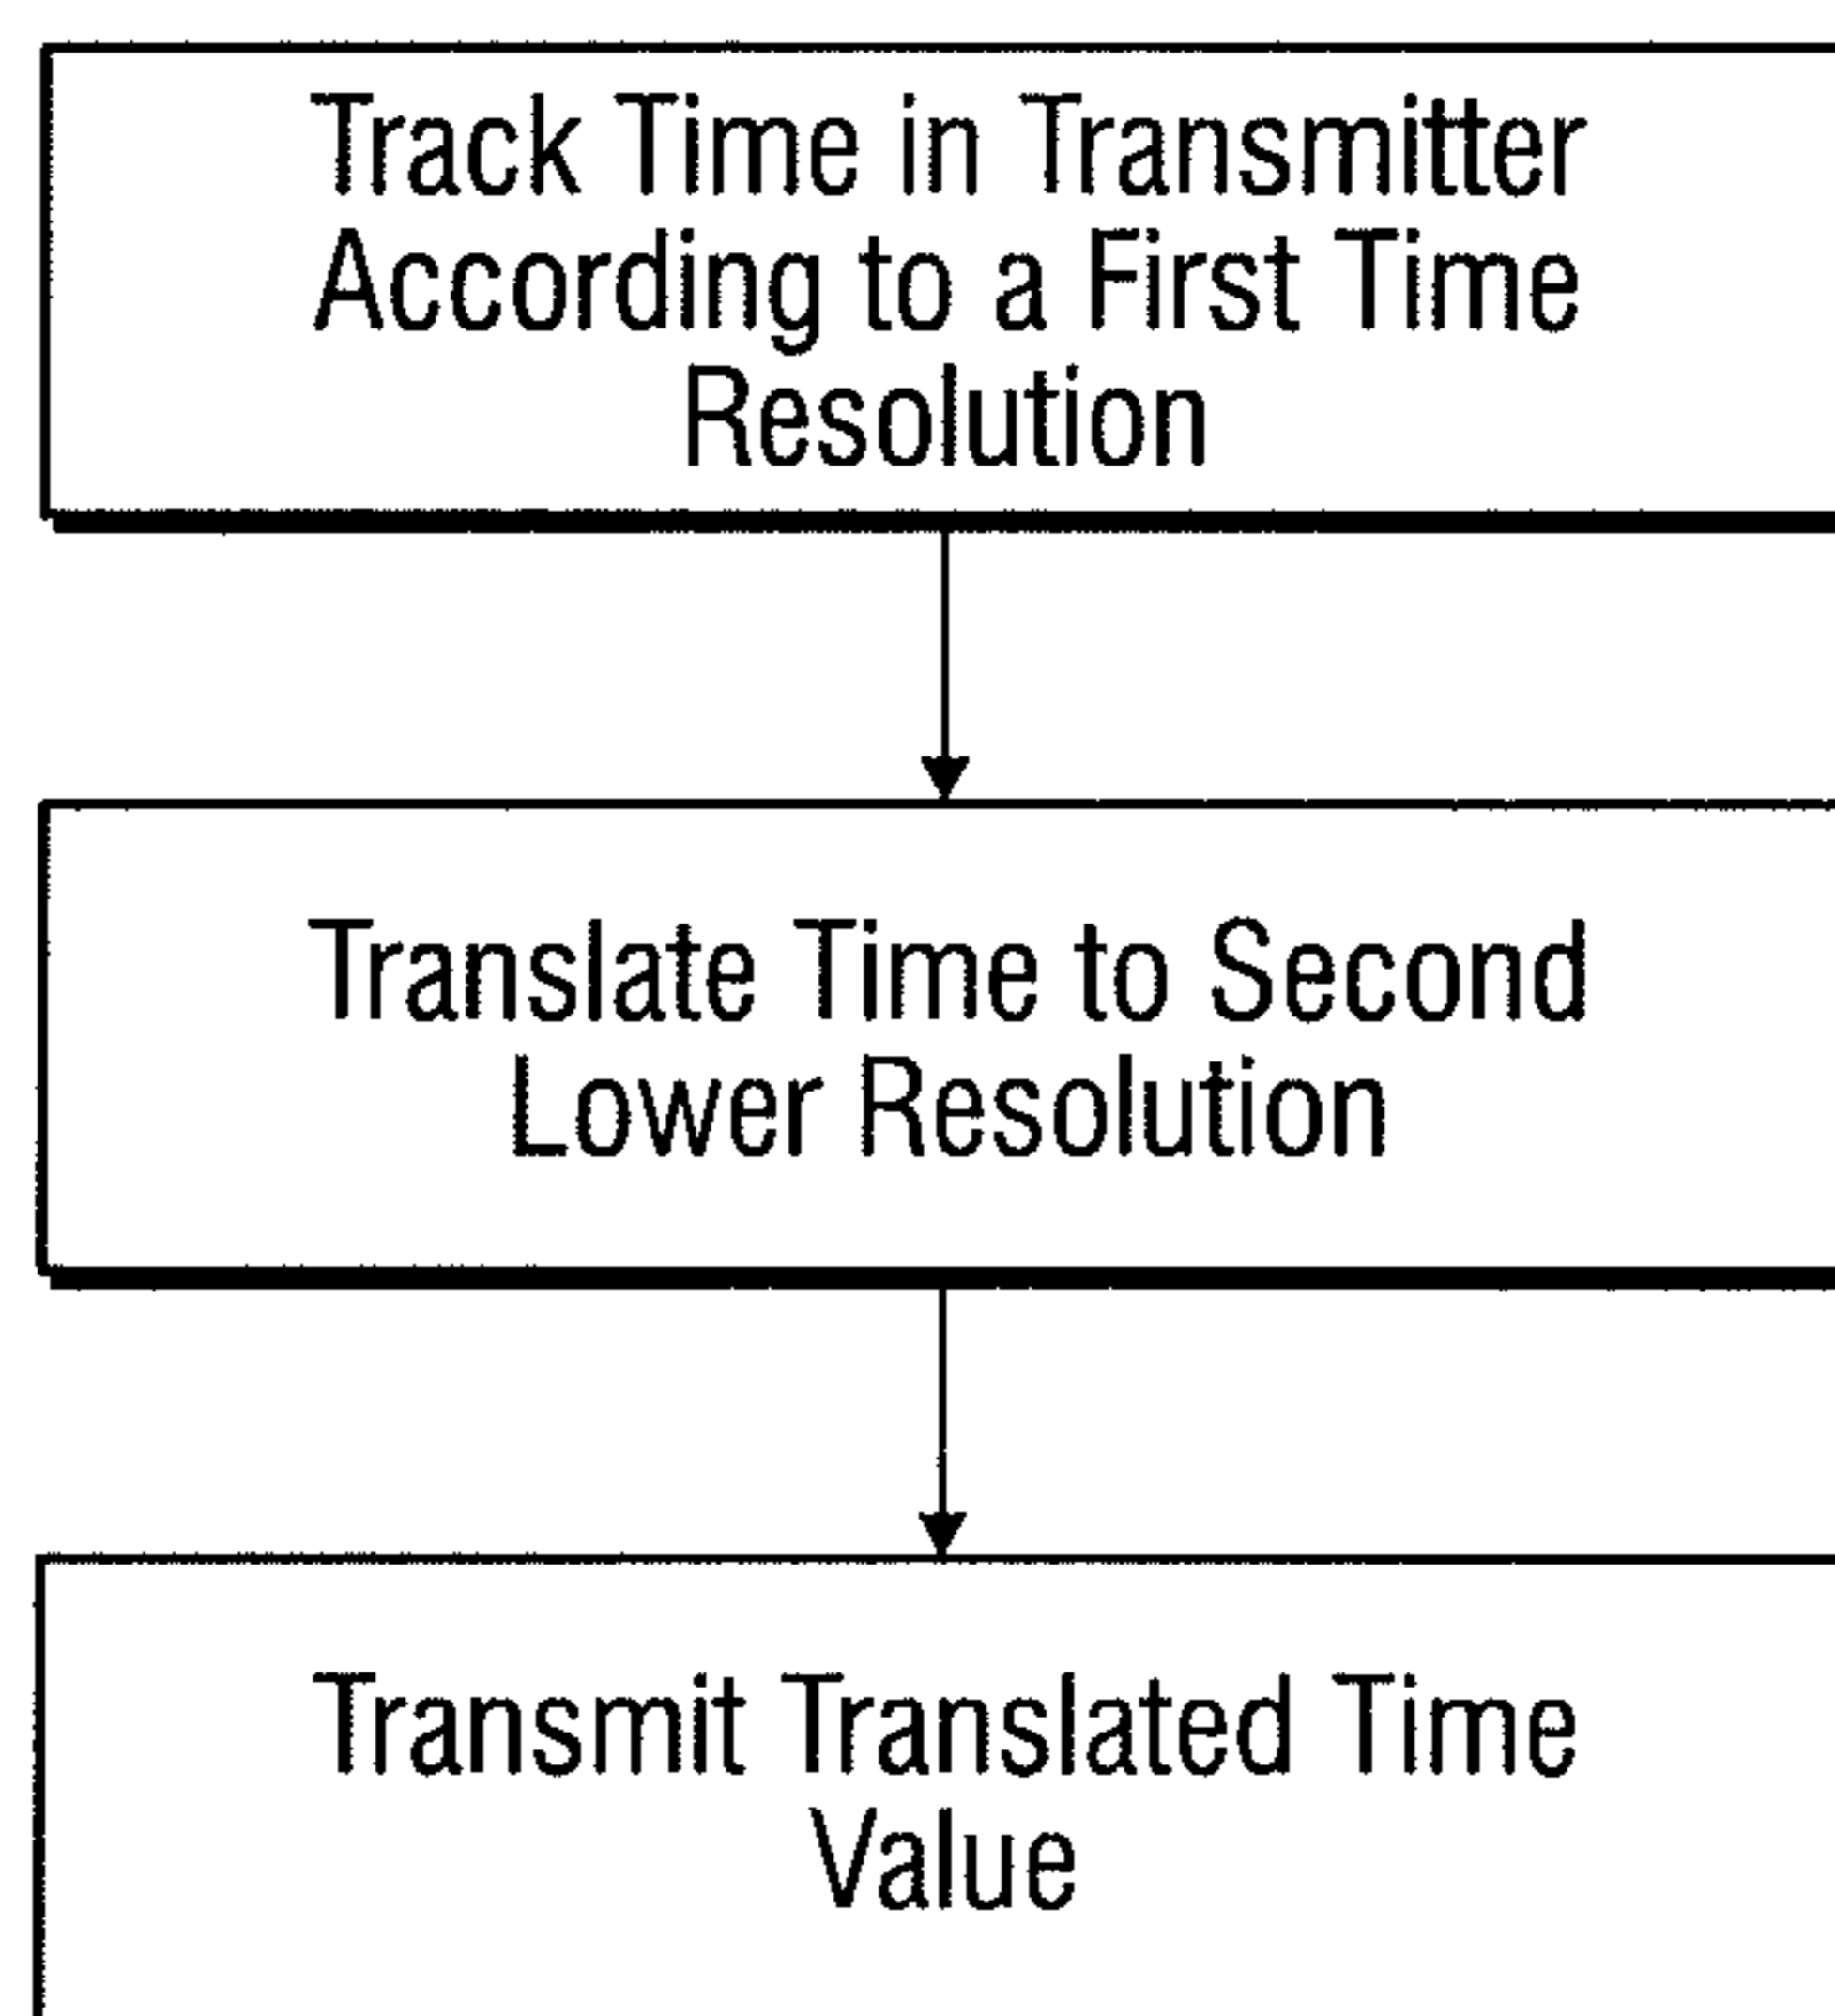 Track Time in Transmitter
According to a First Time
Resolution
Translate Time to Second
Lower Resolution
Transmit Translated Time
Value